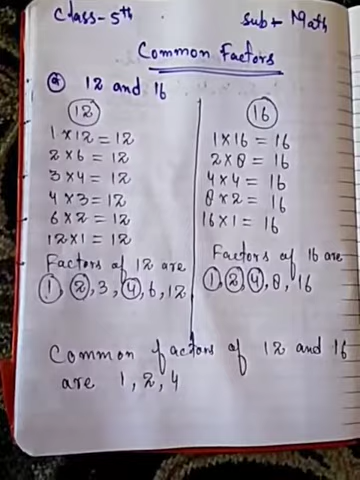 Class-5th Sub+ Math
Common Factors
Q 12 and 16
12
1×12 = 12
2×6 = 12
3×4 = 12
4×3 = 12
6×2 = 12
12×1 = 12
Factors of 12 are
1, 2, 3, 4, 6, 12
16
1×16 = 16
2×8 = 16
4×4 = 16
8×2 = 16
16×1 = 16
Factors of 16 are
1, 2, 4, 8, 16
Common factors of 12 and 16
are 1, 2, 4